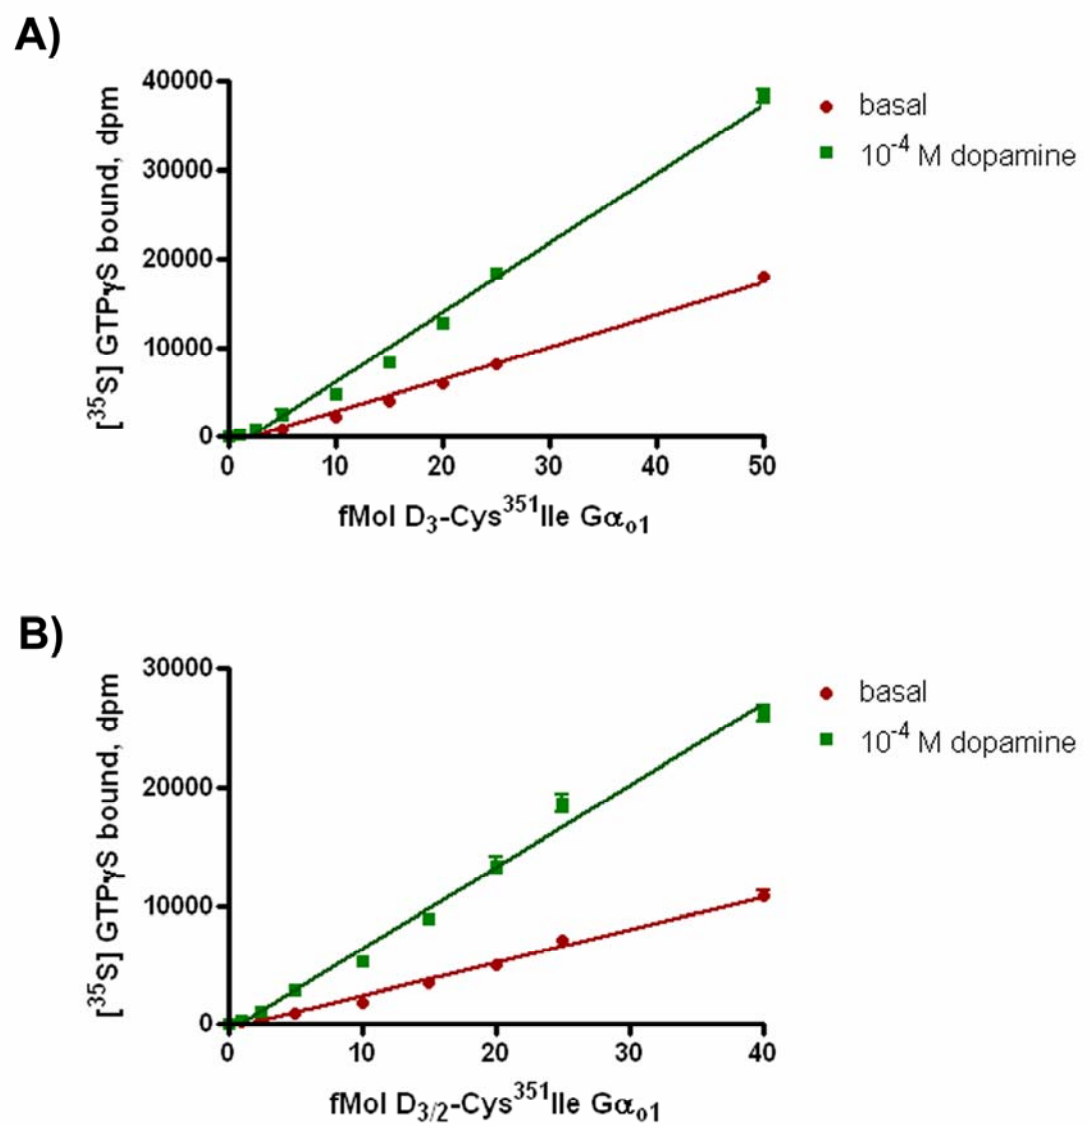 A)
[³⁵S] GTPγS bound, dpm
40000
30000
20000
10000
0
0 10 20 30 40 50
fMol D₃-Cys³⁵¹Ile Gαₒ₁
basal
10⁻⁴ M dopamine
B)
[³⁵S] GTPγS bound, dpm
30000
20000
10000
0
0 10 20 30 40
fMol D₃/₂-Cys³⁵¹Ile Gαₒ₁
basal
10⁻⁴ M dopamine